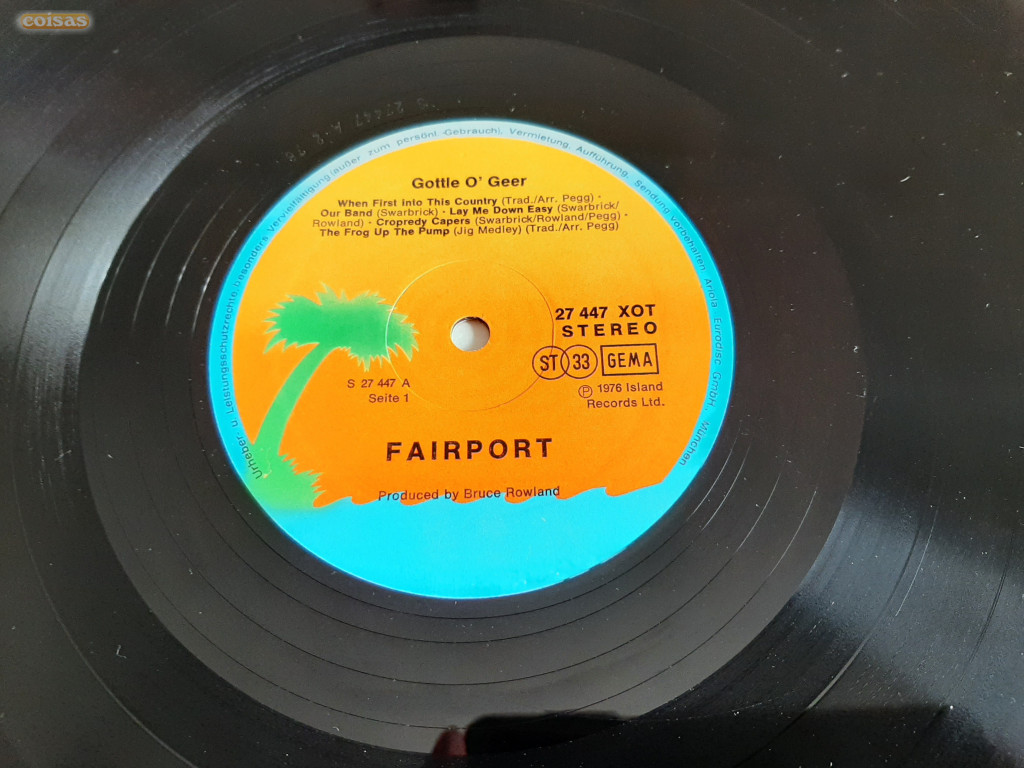 coisas
S 27447 A
Urheber- u. Leistungsschutzrechte besonders Vervielfältigung (außer zum persönl. Gebrauch), Vermietung, Aufführung, Sendung vorbehalten Ariola Eurodisc GmbH., München
Gottle O' Geer
When First into This Country (Trad./Arr. Pegg) ·
Our Band (Swarbrick) · Lay Me Down Easy (Swarbrick/
Rowland) · Cropredy Capers (Swarbrick/Rowland/Pegg) ·
The Frog Up The Pump (Jig Medley) (Trad./Arr. Pegg)
27 447 XOT
STEREO
ST 33 GEMA
S 27 447 A
Seite 1
Ⓟ 1976 Island
Records Ltd.
FAIRPORT
Produced by Bruce Rowland